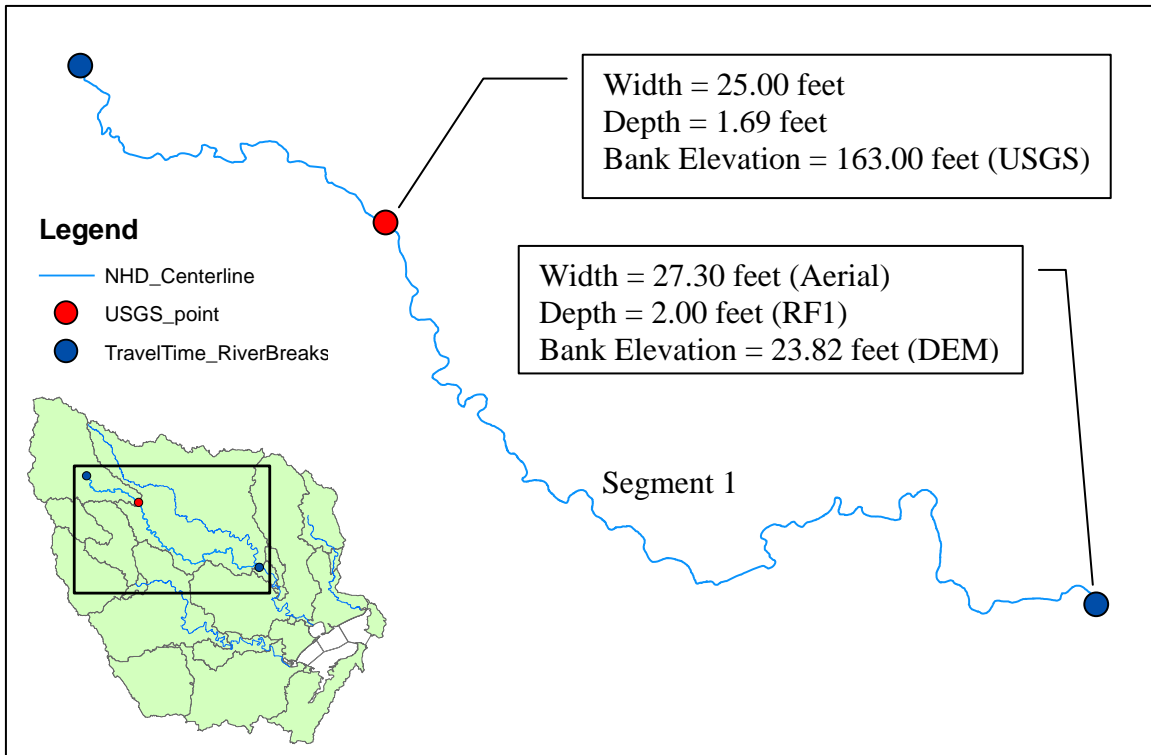 Width = 25.00 feet
Depth = 1.69 feet
Bank Elevation = 163.00 feet (USGS)
Legend
NHD_Centerline
USGS_point
TravelTime_RiverBreaks
Width = 27.30 feet (Aerial)
Depth = 2.00 feet (RF1)
Bank Elevation = 23.82 feet (DEM)
Segment 1